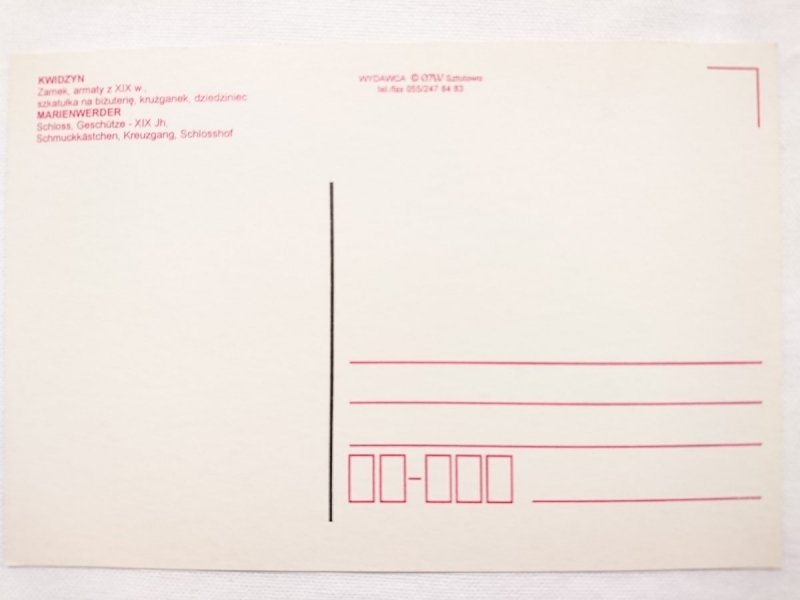 KWIDZYN
Zamek, armaty z XIX w.,
szkatułka na biżuterię, krużganek, dziedziniec
MARIENWERDER
Schloss, Geschütze - XIX Jh,
Schmuckkästchen, Kreuzgang, Schlosshof
WYDAWCA © Sztutowo
tel./fax 055/247 84 83